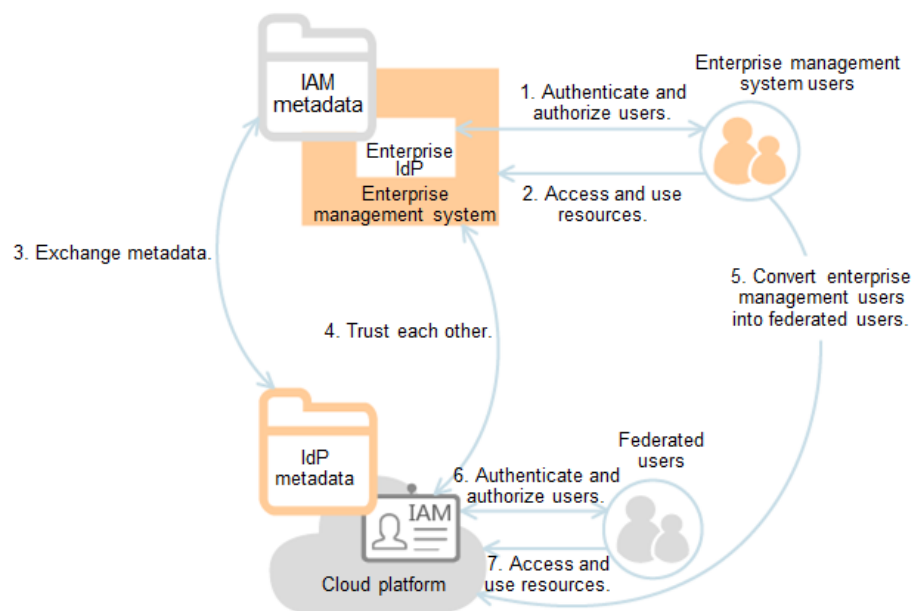 IAM
metadata
Enterprise management
system users
1. Authenticate and
authorize users.
Enterprise
IdP
Enterprise
management system
2. Access and use
resources.
3. Exchange metadata.
5. Convert enterprise
management users
into federated users.
4. Trust each other.
IdP
metadata
Federated
users
6. Authenticate and
authorize users.
IAM
7. Access and
use resources.
Cloud platform